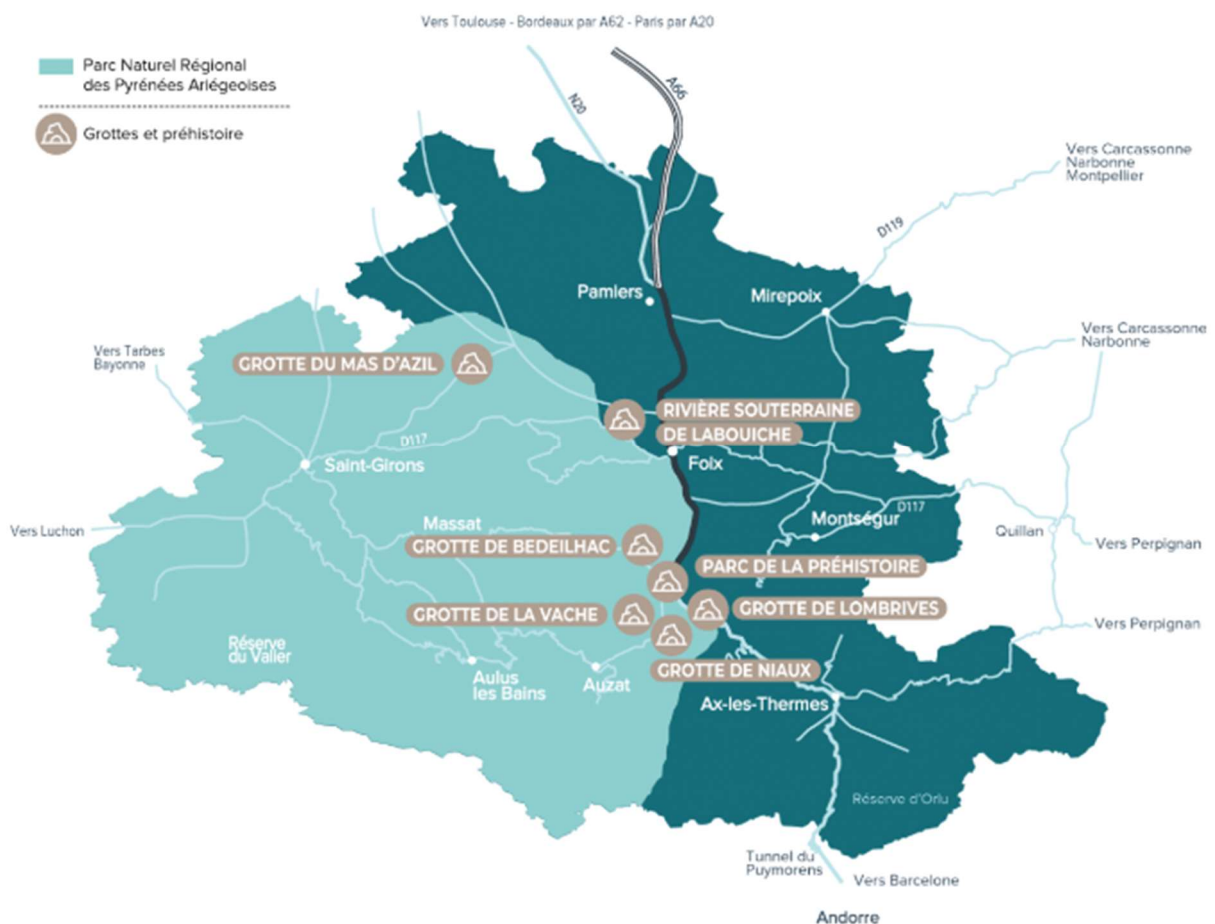 Vers Toulouse - Bordeaux par A62 - Paris par A20
Parc Naturel Régional
des Pyrénées Ariégeoises
Grottes et préhistoire
N20
A66
Vers Carcassonne
Narbonne
Montpellier
D119
Pamiers
Mirepoix
Vers Carcassonne
Narbonne
Vers Tarbes
Bayonne
GROTTE DU MAS D'AZIL
RIVIÈRE SOUTERRAINE
DE LABOUICHE
D117
Saint-Girons
Foix
Vers Luchon
Massat
Montségur
D117
Quillan
Vers Perpignan
GROTTE DE BEDEILHAC
PARC DE LA PRÉHISTOIRE
GROTTE DE LA VACHE
GROTTE DE LOMBRIVES
Vers Perpignan
Réserve
du Valier
GROTTE DE NIAUX
Aulus
les Bains
Auzat
Ax-les-Thermes
Réserve d'Orlu
Tunnel du
Puymorens
Vers Barcelone
Andorre